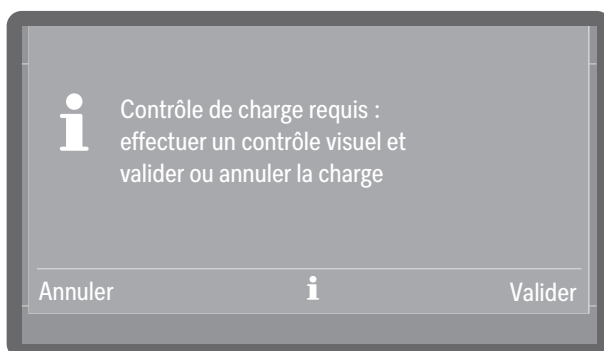 Contrôle de charge requis :
effectuer un contrôle visuel et
valider ou annuler la charge
Annuler i Valider